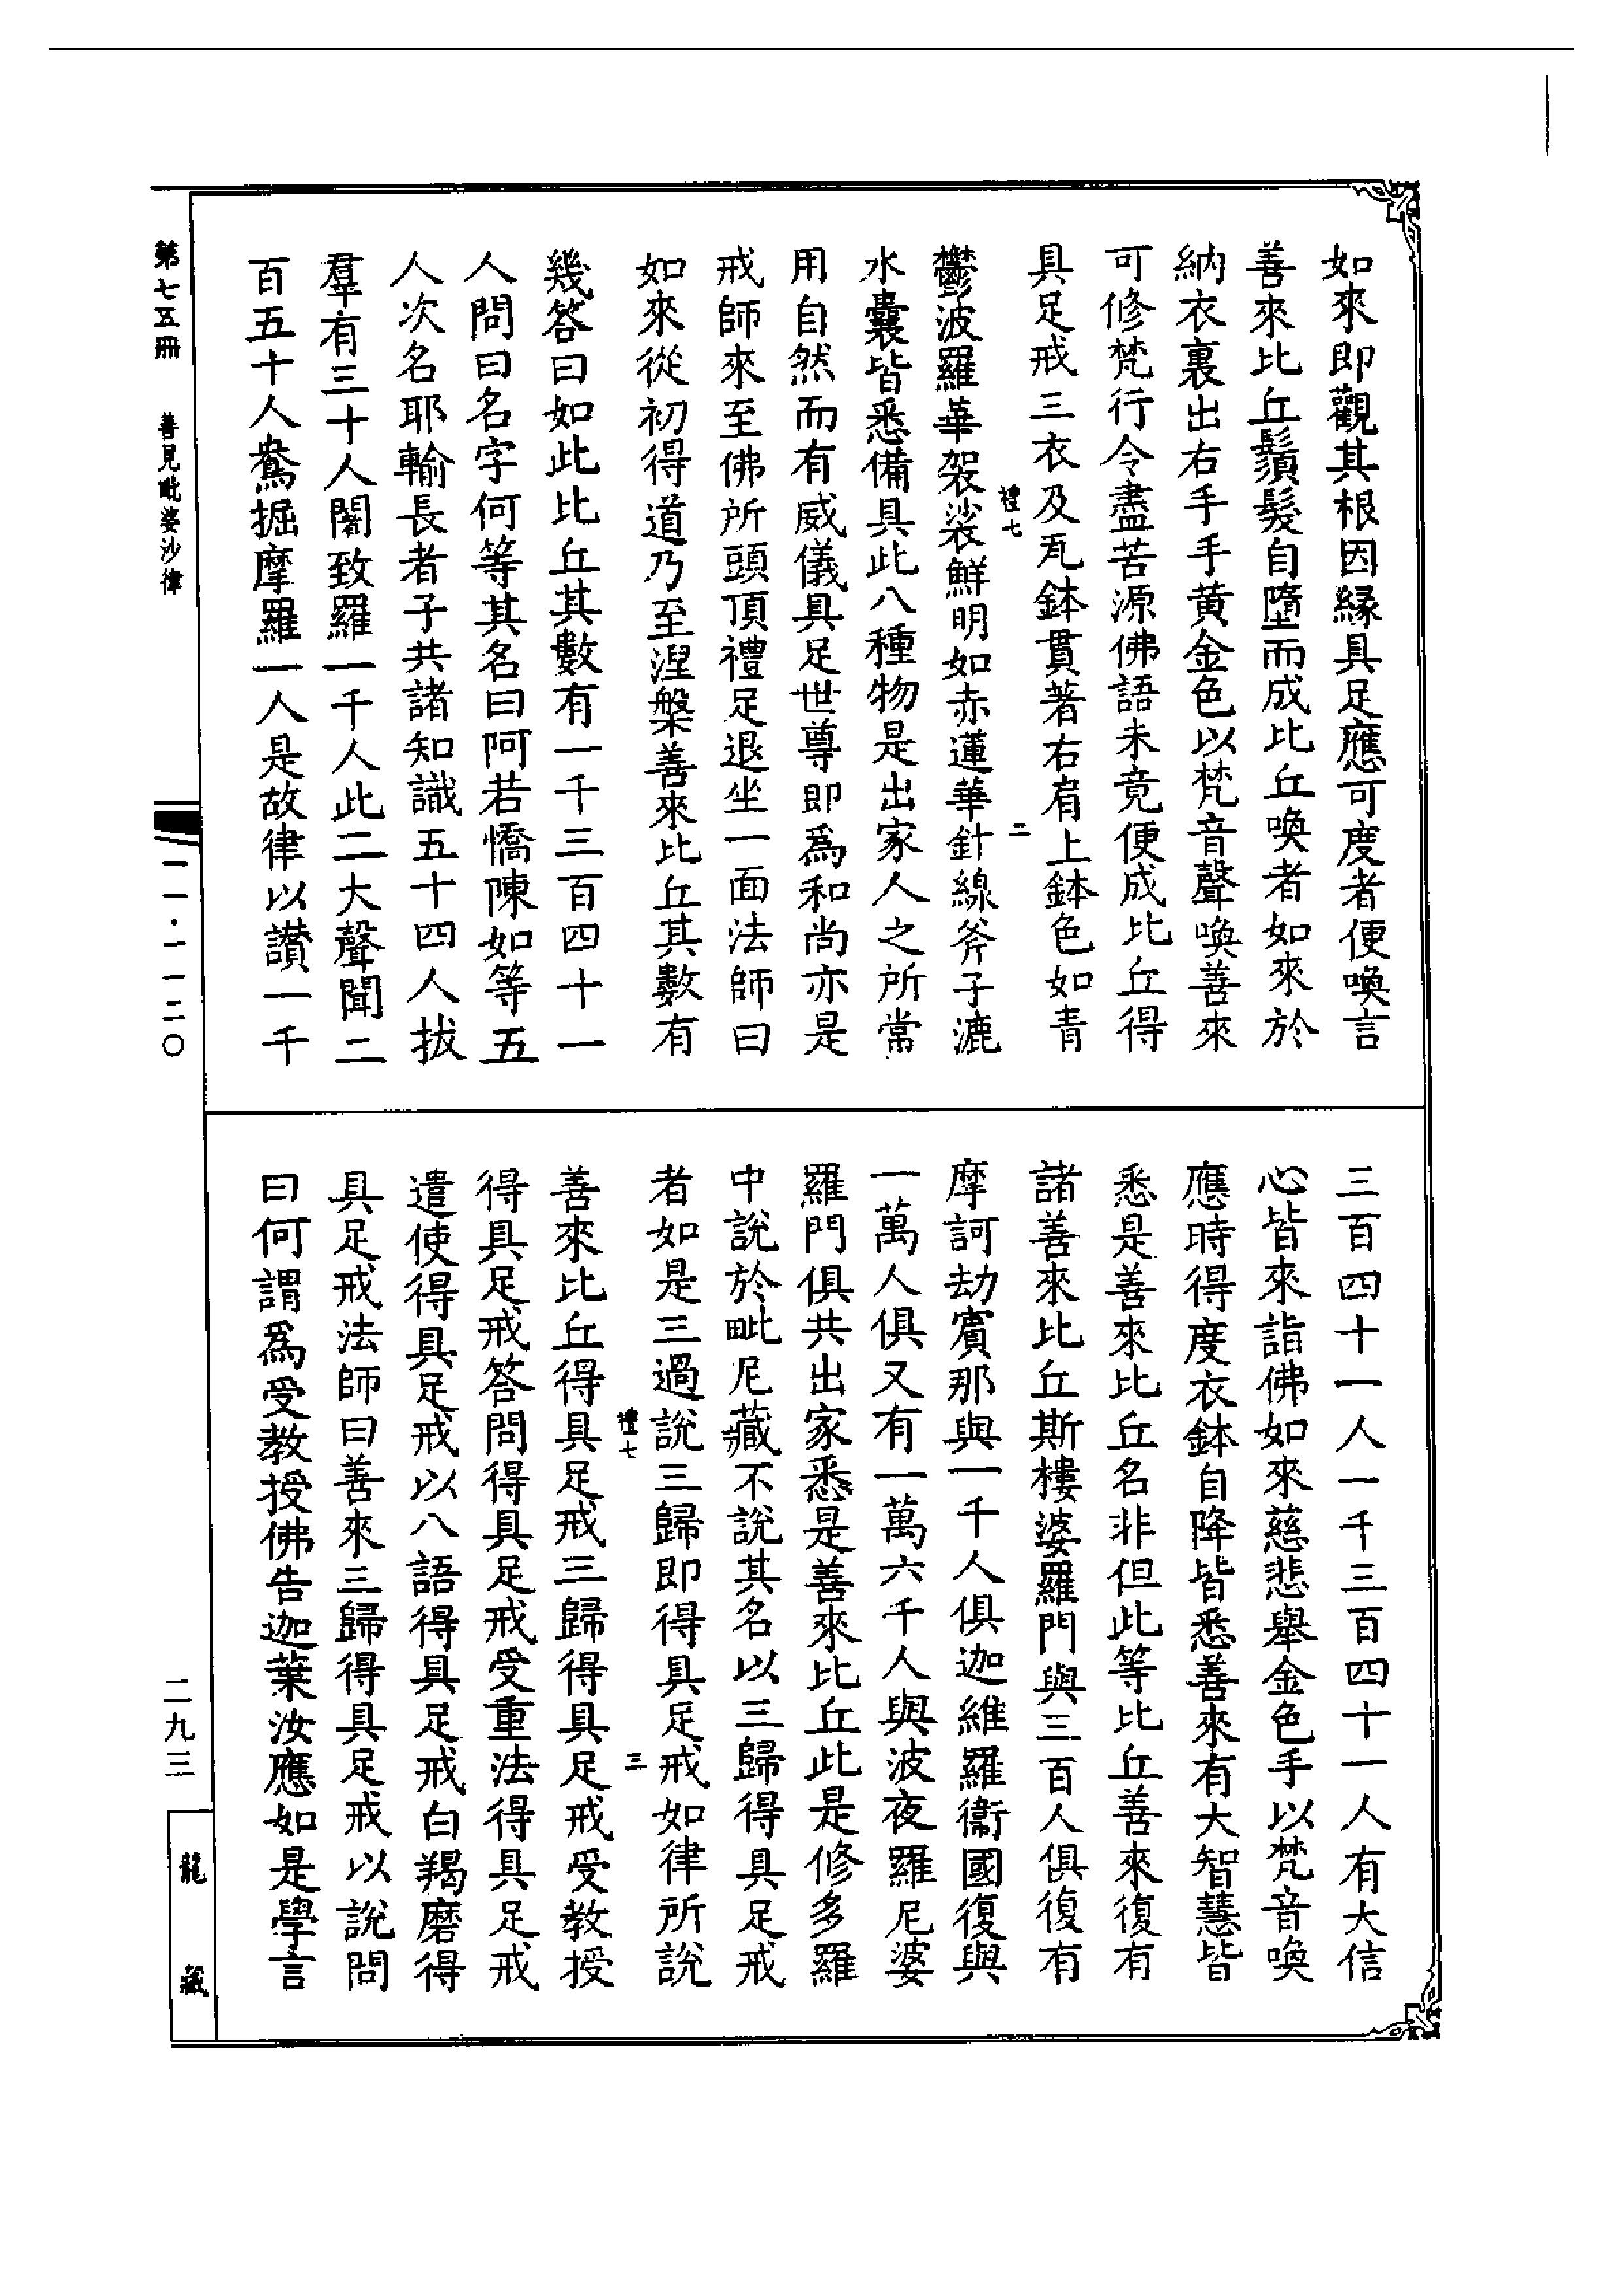 如來即觀其根因緣具足應可度者便喚言
善來比丘鬚髮自墮而成比丘喚者如來於
納衣裏出右手手黃金色以梵音聲喚善來
可修梵行令盡苦源佛語未竟便成比丘得
具足戒三衣及瓦鉢貫著右肩上鉢色如青
禮七 二
鬱波羅華袈裟鮮明如赤蓮華針線斧子漉
水囊皆悉備具此八種物是出家人之所常
用自然而有威儀具足世尊即為和尚亦是
戒師來至佛所頭頂禮足退坐一面法師曰
如來從初得道乃至涅槃善來比丘其數有
幾答曰如此比丘其數有一千三百四十一
人問曰名字何等其名曰阿若憍陳如等五
人次名耶輸長者子共諸知識五十四人拔
羣有三十人闍致羅一千人此二大聲聞二
百五十人鴦掘摩羅一人是故律以讚一千
三百四十一人一千三百四十一人有大信
心皆來詣佛如來慈悲舉金色手以梵音喚
應時得度衣鉢自降皆悉善來有大智慧皆
悉是善來比丘名非但此等比丘善來復有
諸善來比丘斯樓婆羅門與三百人俱復有
摩訶劫賓那與一千人俱迦維羅衞國復與
一萬人俱又有一萬六千人與波夜羅尼婆
羅門俱共出家悉是善來比丘此是修多羅
中說於毗尼藏不說其名以三歸得具足戒
者如是三過說三歸即得具足戒如律所說
禮七 三
善來比丘得具足戒三歸得具足戒受教授
得具足戒答問得具足戒受重法得具足戒
遣使得具足戒以八語得具足戒白羯磨得
具足戒法師曰善來三歸得具足戒以說問
曰何謂爲受教授佛告迦葉汝應如是學言
第七五冊 善見毗婆沙律
一一·一一二〇
二九三
龍藏